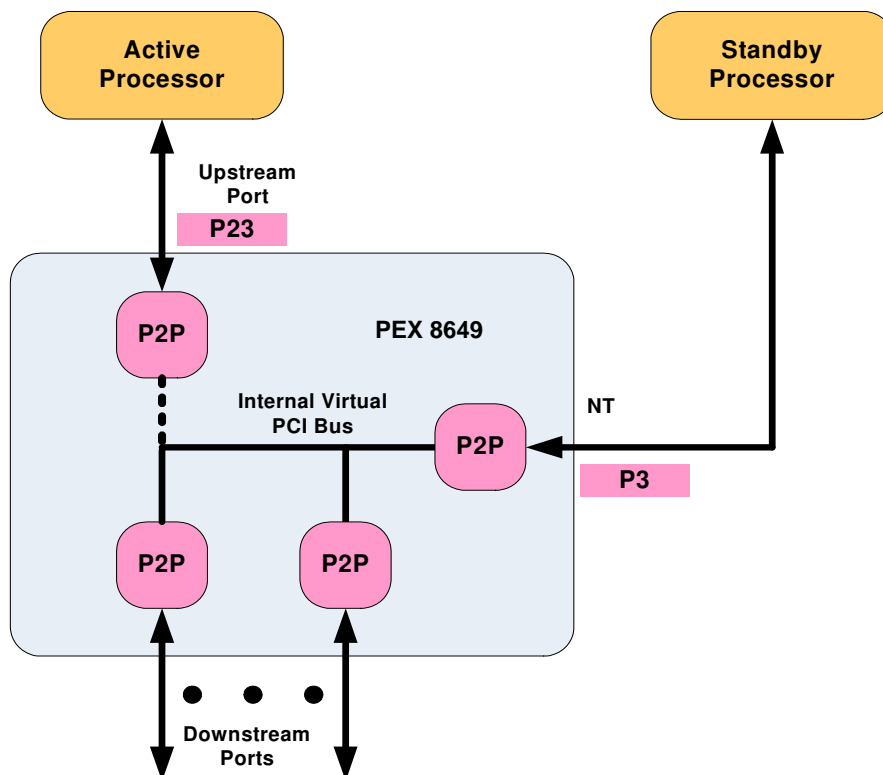 Active
Processor
Standby
Processor
Upstream
Port
P23
P2P
PEX 8649
Internal Virtual
PCI Bus
NT
P2P
P3
P2P
P2P
Downstream
Ports